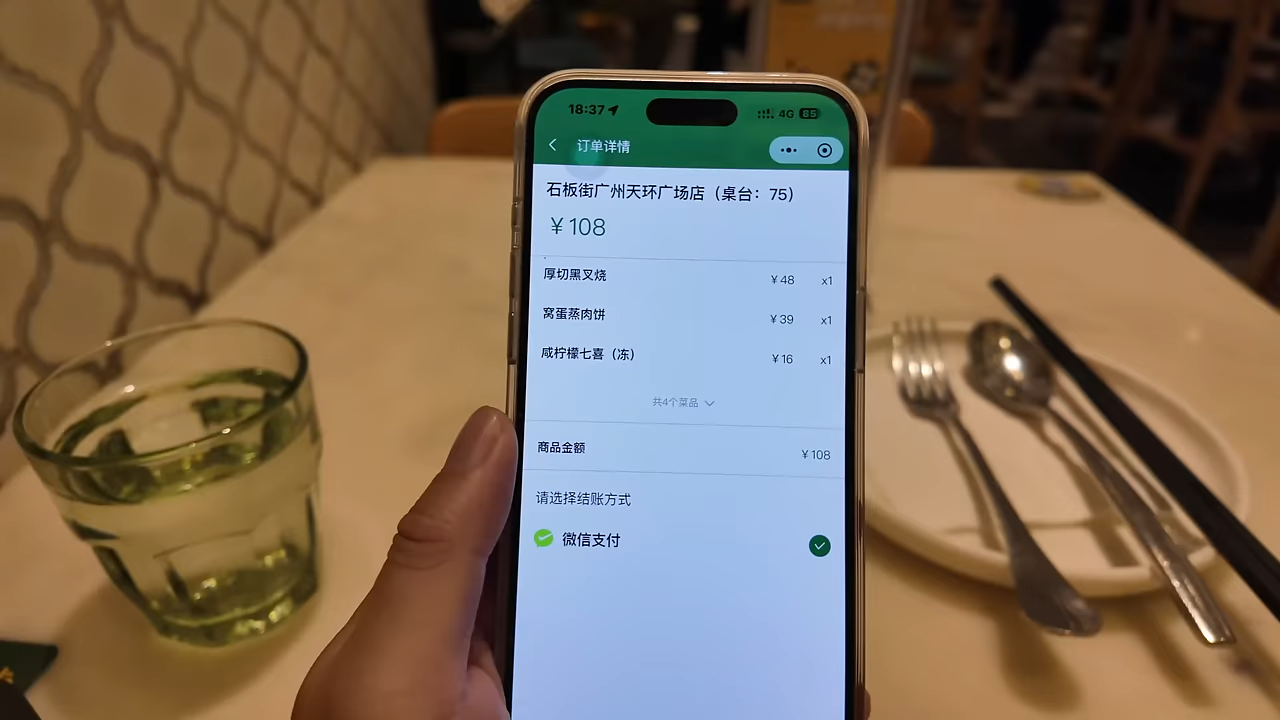 18:37
4G 85
订单详情
石板街广州天环广场店（桌台：75）
￥108
厚切黑叉烧 ￥48 x1
窝蛋蒸肉饼 ￥39 x1
咸柠檬七喜（冻） ￥16 x1
共4个菜品
商品金额 ￥108
请选择结账方式
微信支付